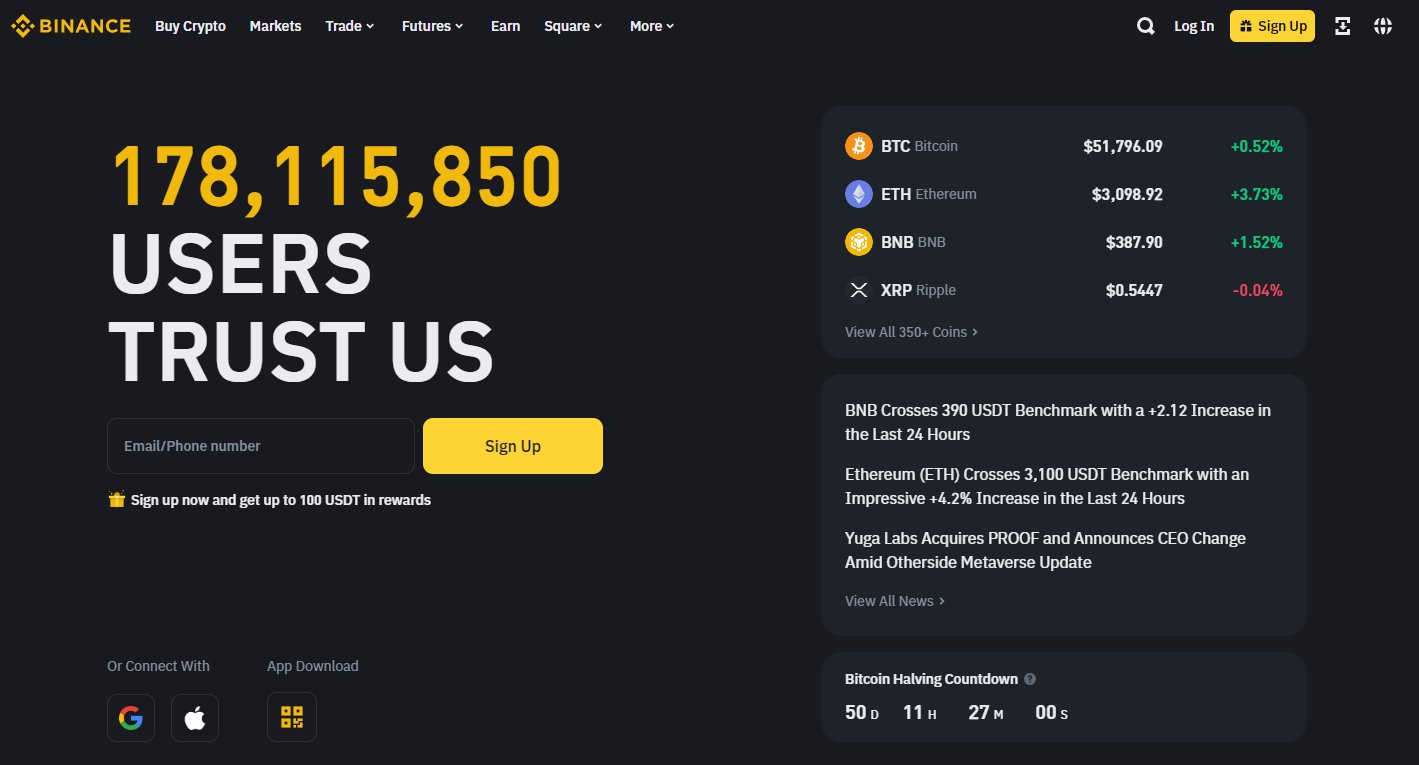 BINANCE Buy Crypto Markets Trade Futures Earn Square More Log In Sign Up
178,115,850
USERS
TRUST US
Email/Phone number Sign Up
Sign up now and get up to 100 USDT in rewards
Or Connect With App Download
BTC Bitcoin $51,796.09 +0.52%
ETH Ethereum $3,098.92 +3.73%
BNB BNB $387.90 +1.52%
XRP Ripple $0.5447 -0.04%
View All 350+ Coins >
BNB Crosses 390 USDT Benchmark with a +2.12 Increase in
the Last 24 Hours
Ethereum (ETH) Crosses 3,100 USDT Benchmark with an
Impressive +4.2% Increase in the Last 24 Hours
Yuga Labs Acquires PROOF and Announces CEO Change
Amid Otherside Metaverse Update
View All News >
Bitcoin Halving Countdown ?
50 D 11 H 27 M 00 S